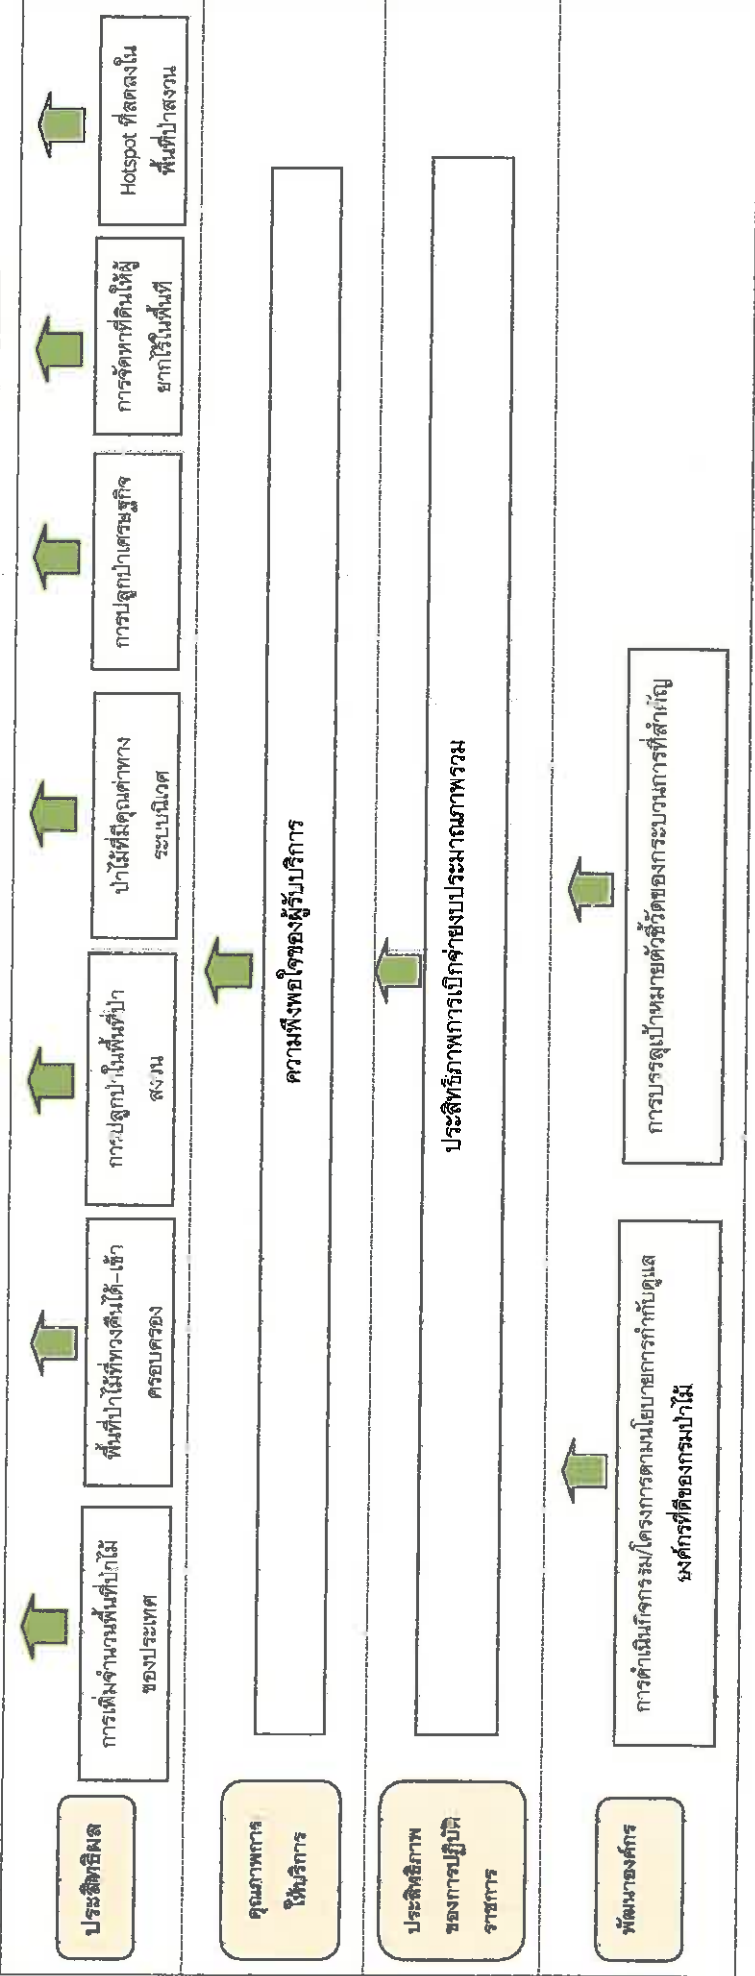 ประสิทธิผล
การเพิ่มจำนวนพื้นที่ป่าไม้
ของประเทศ
พื้นที่ป่าไม้ที่ทวงคืนได้-เข้า
ครอบครอง
การปลูกป่าในพื้นที่ป่า
สงวน
ป่าไม้ที่มีคุณค่าทาง
ระบบนิเวศ
การปลูกป่าเศรษฐกิจ
การจัดหาที่ดินให้ผู้
ยากไร้ในพื้นที่
Hotspot ที่ลดลงใน
พื้นที่ป่าสงวน
คุณภาพการ
ให้บริการ
ความพึงพอใจของผู้รับบริการ
ประสิทธิภาพ
ของการปฏิบัติ
ราชการ
ประสิทธิภาพการเบิกจ่ายงบประมาณภาพรวม
พัฒนาองค์กร
การดำเนินกิจกรรม/โครงการตามนโยบายการกำกับดูแล
องค์กรที่ดีของกรมป่าไม้
การบรรลุเป้าหมายตัวชี้วัดของกระบวนการที่สำคัญ